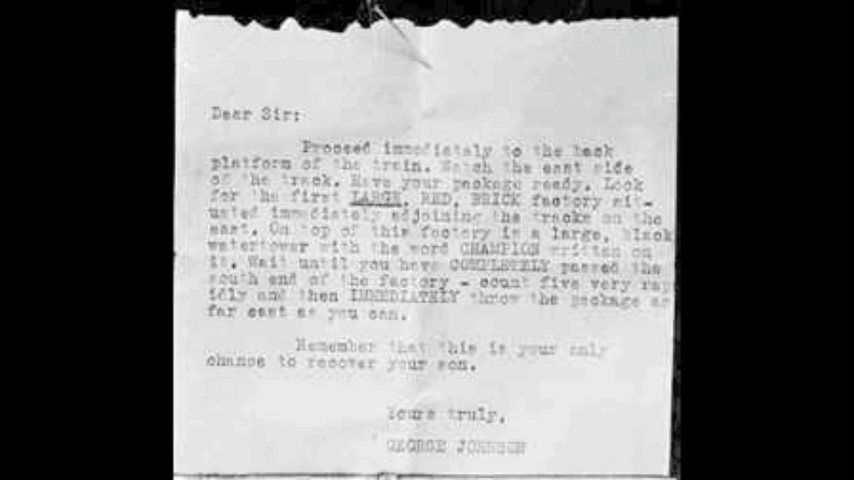 Dear Sir:
Proceed immediately to the back
platform of the train. Watch the east side
of the track. Have your package ready. Look
for the first LARGE, RED, BRICK factory sit-
uated immediately adjoining the tracks on the
east. On top of this factory is a large, black
watertower with the word CHAMPION written on
it. Wait until you have COMPLETELY passed the
south end of the factory - count five very rap
idly and then IMMEDIATELY throw the package as
far east as you can.
Remember that this is your only
chance to recover your son.
Yours truly,
GEORGE JOHNSON